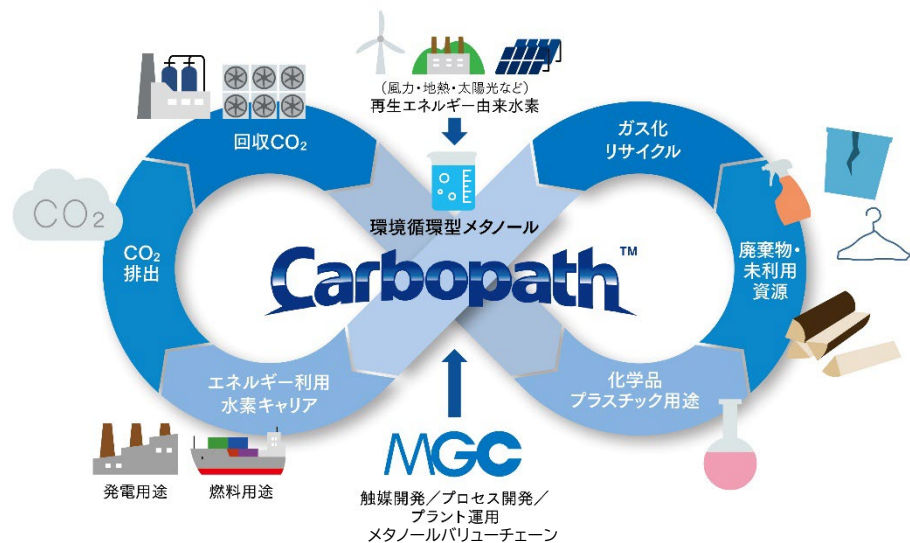 （風力・地熱・太陽光など）
再生エネルギー由来水素
回収CO₂
ガス化
リサイクル
環境循環型メタノール
Carbopath™
CO₂
CO₂
排出
廃棄物・
未利用
資源
エネルギー利用
水素キャリア
化学品
プラスチック用途
発電用途
燃料用途
MGC
触媒開発／プロセス開発／
プラント運用
メタノールバリューチェーン